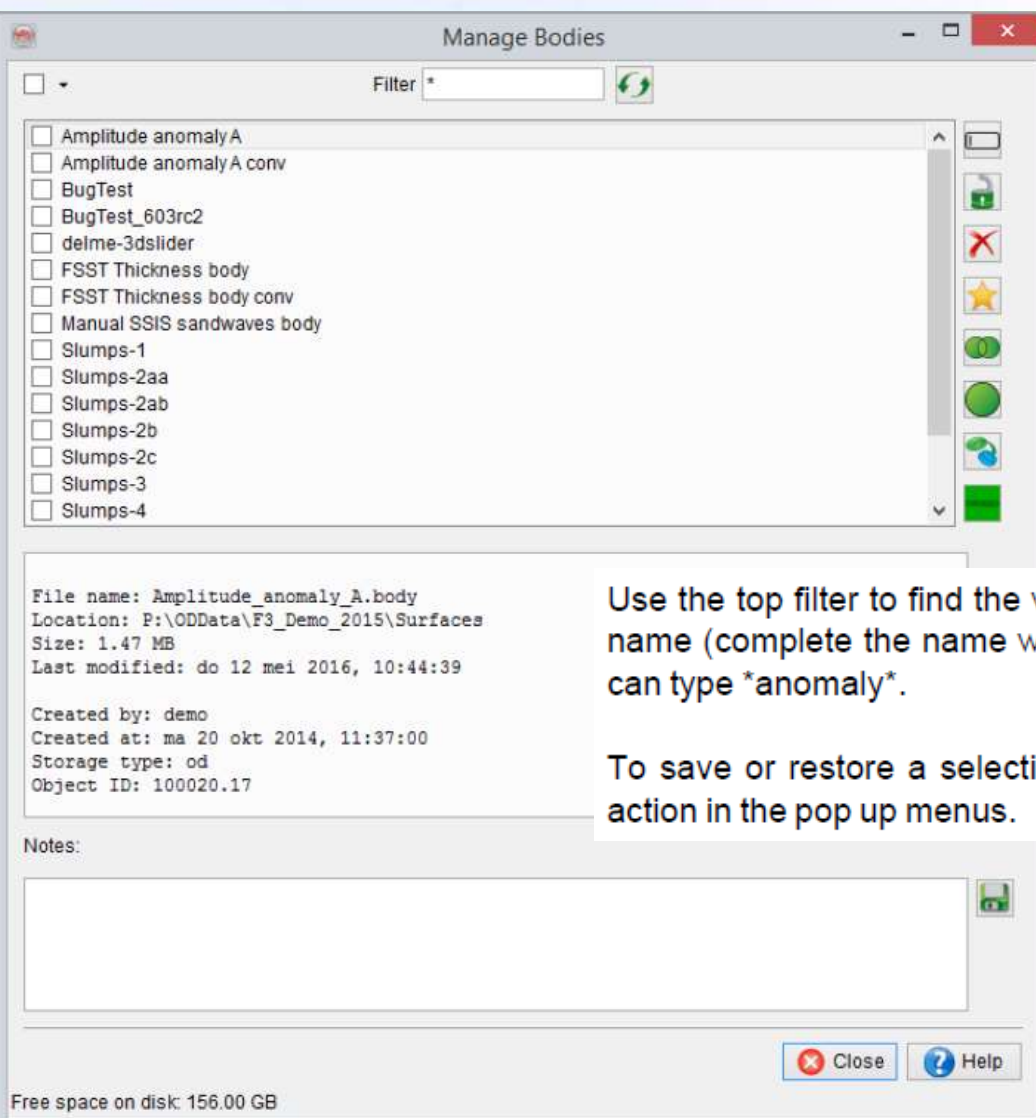 Manage Bodies
Filter *
Amplitude anomaly A
Amplitude anomaly A conv
BugTest
BugTest_603rc2
delme-3dslider
FSST Thickness body
FSST Thickness body conv
Manual SSIS sandwaves body
Slumps-1
Slumps-2aa
Slumps-2ab
Slumps-2b
Slumps-2c
Slumps-3
Slumps-4
File name: Amplitude_anomaly_A.body
Location: P:\ODData\F3_Demo_2015\Surfaces
Size: 1.47 MB
Last modified: do 12 mei 2016, 10:44:39
Created by: demo
Created at: ma 20 okt 2014, 11:37:00
Storage type: od
Object ID: 100020.17
Use the top filter to find the
name (complete the name
can type *anomaly*.
To save or restore a
action in the pop up menus.
Notes:
Close
Help
Free space on disk: 156.00 GB